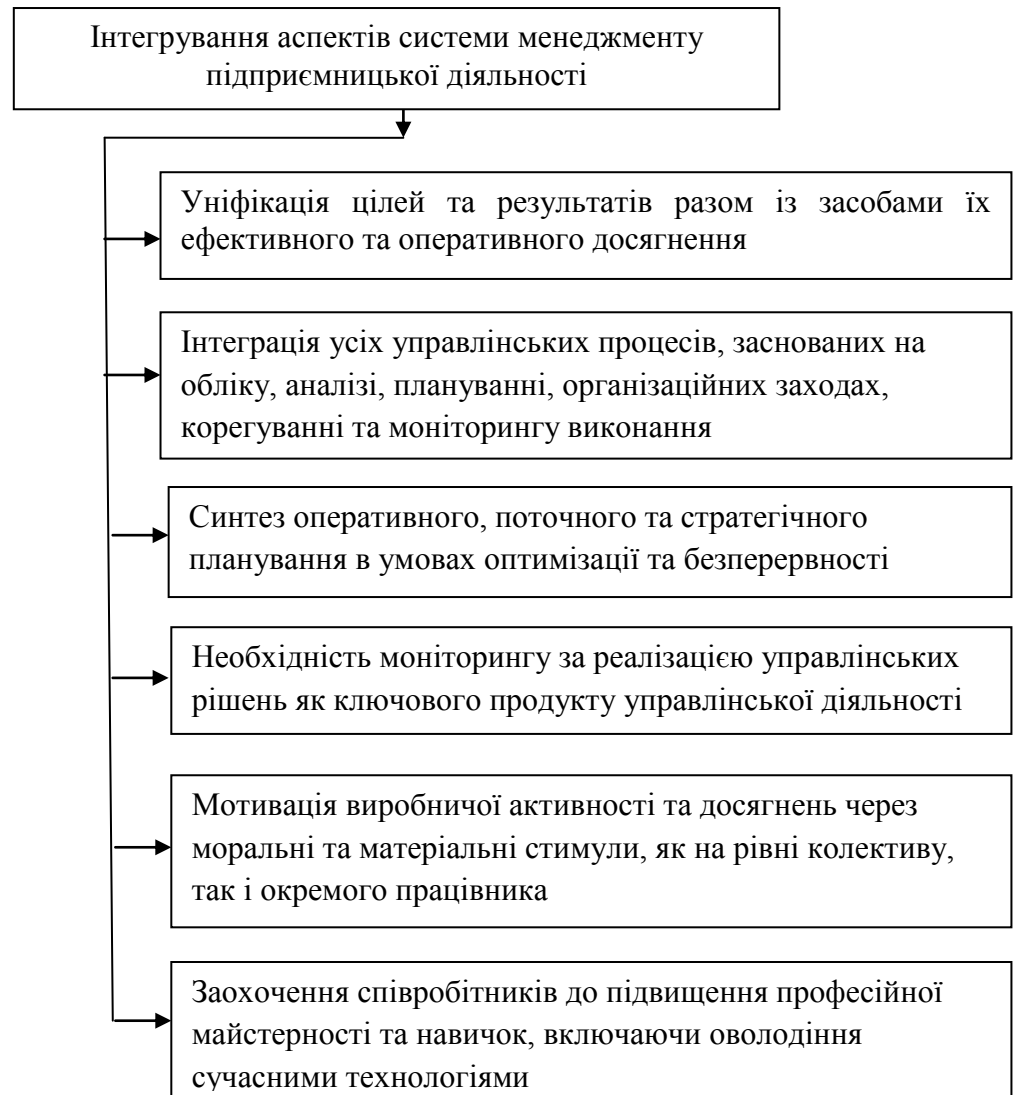 Інтегрування аспектів системи менеджменту
підприємницької діяльності
Уніфікація цілей та результатів разом із засобами їх
ефективного та оперативного досягнення
Інтеграція усіх управлінських процесів, заснованих на
обліку, аналізі, плануванні, організаційних заходах,
корегуванні та моніторингу виконання
Синтез оперативного, поточного та стратегічного
планування в умовах оптимізації та безперервності
Необхідність моніторингу за реалізацією управлінських
рішень як ключового продукту управлінської діяльності
Мотивація виробничої активності та досягнень через
моральні та матеріальні стимули, як на рівні колективу,
так і окремого працівника
Заохочення співробітників до підвищення професійної
майстерності та навичок, включаючи оволодіння
сучасними технологіями